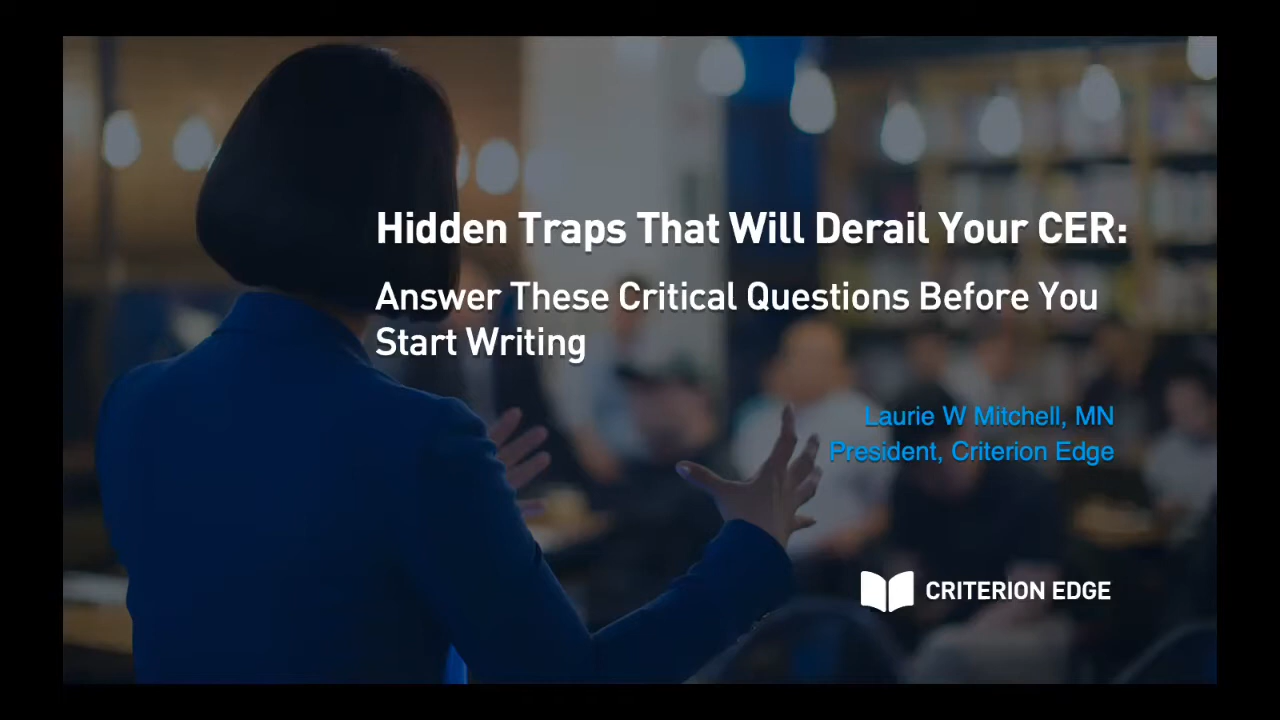 Hidden Traps That Will Derail Your CER:
Answer These Critical Questions Before You
Start Writing
Laurie W Mitchell, MN
President, Criterion Edge
CRITERION EDGE